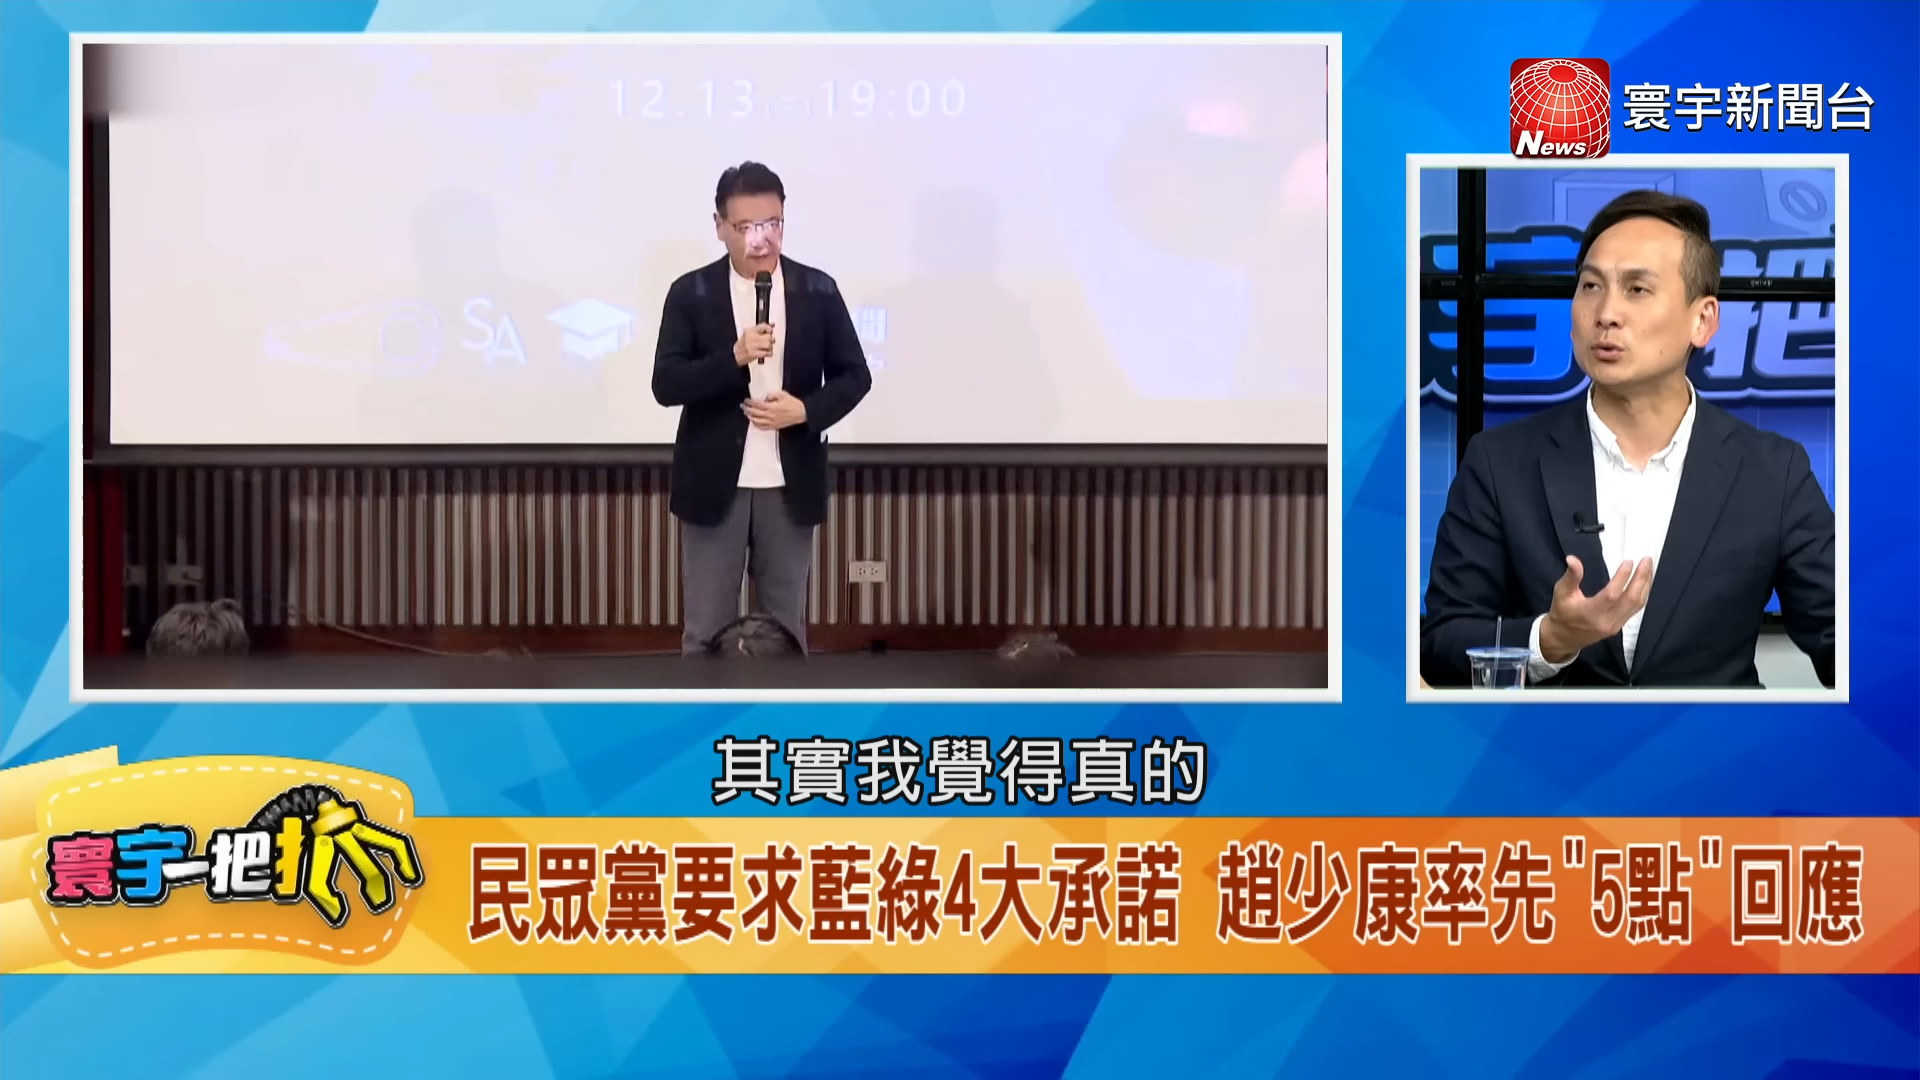 12.13 19:00
寰宇新聞台
News
SA
其實我覺得真的
寰宇一把抓
民眾黨要求藍綠4大承諾 趙少康率先"5點"回應